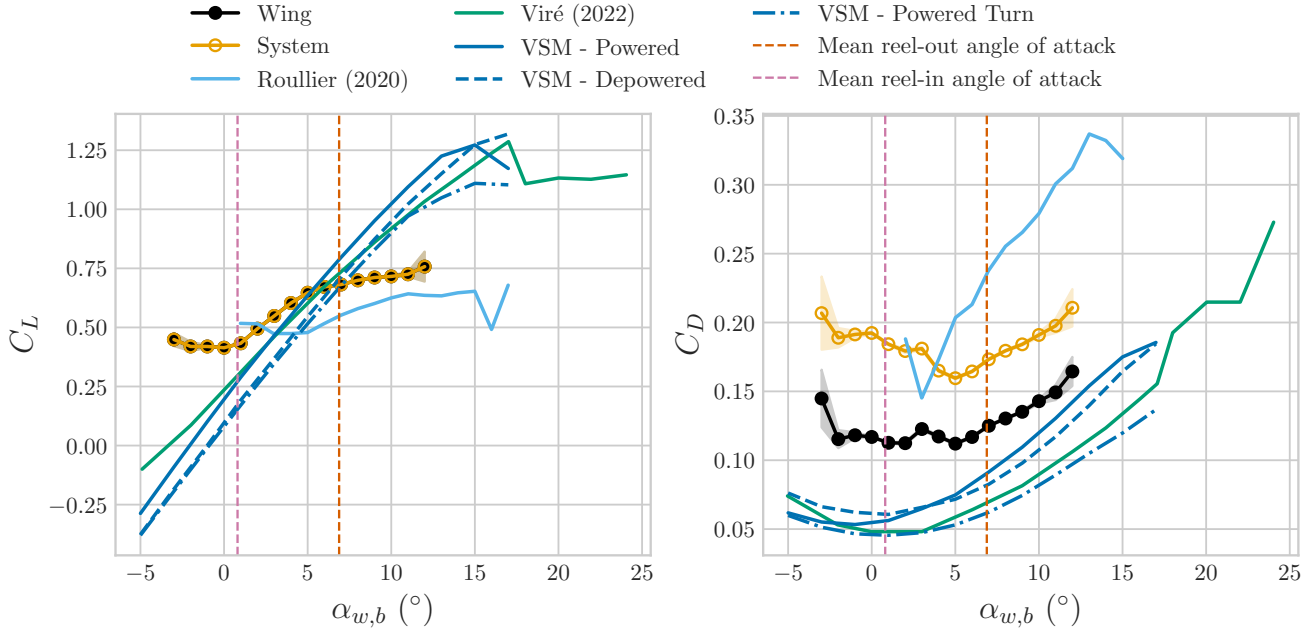 Wing
System
Roullier (2020)
Viré (2022)
VSM - Powered
VSM - Depowered
VSM - Powered Turn
Mean reel-out angle of attack
Mean reel-in angle of attack
1.25
1.00
0.75
0.50
0.25
0.00
−0.25
C_L
−5 0 5 10 15 20 25
α_{w,b} (°)
0.35
0.30
0.25
0.20
0.15
0.10
0.05
C_D
−5 0 5 10 15 20 25
α_{w,b} (°)